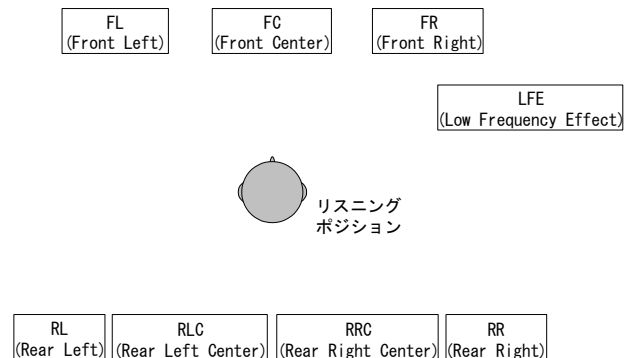 FL
(Front Left)
FC
(Front Center)
FR
(Front Right)
LFE
(Low Frequency Effect)
リスニング
ポジション
RL
(Rear Left)
RLC
(Rear Left Center)
RRC
(Rear Right Center)
RR
(Rear Right)